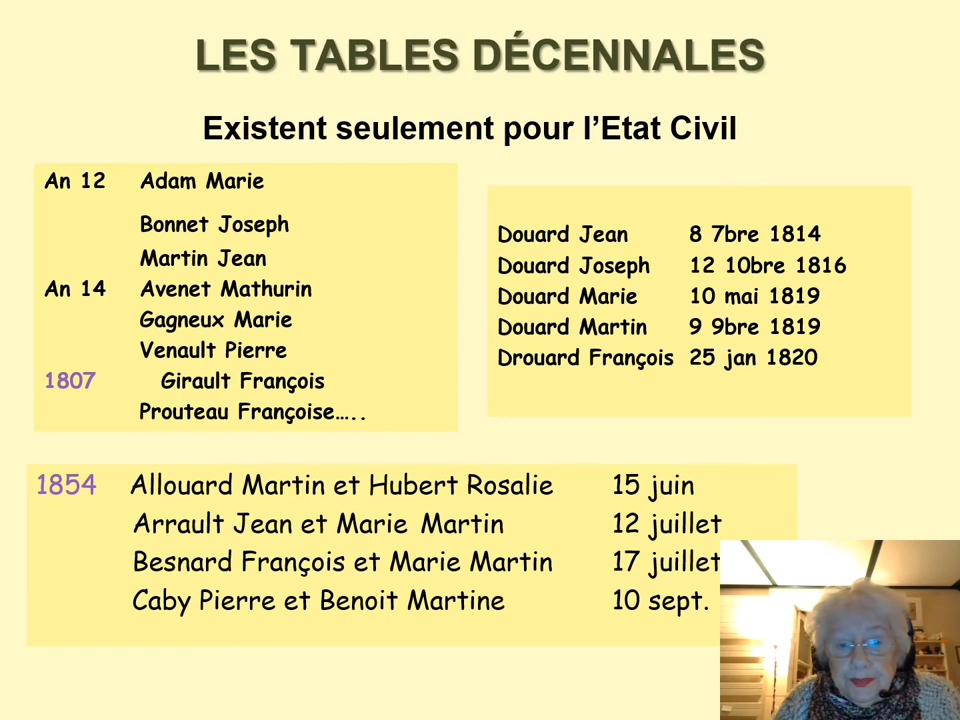 LES TABLES DÉCENNALES
Existent seulement pour l’Etat Civil
An 12 Adam Marie
Bonnet Joseph
Martin Jean
An 14 Avenet Mathurin
Gagneux Marie
Venault Pierre
1807 Girault François
Prouteau Françoise…..
Douard Jean 8 7bre 1814
Douard Joseph 12 10bre 1816
Douard Marie 10 mai 1819
Douard Martin 9 9bre 1819
Drouard François 25 jan 1820
1854 Allouard Martin et Hubert Rosalie 15 juin
Arrault Jean et Marie Martin 12 juillet
Besnard François et Marie Martin 17 juillet
Caby Pierre et Benoit Martine 10 sept.